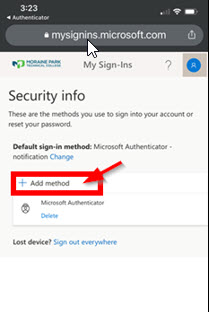 3:23
Authenticator
mysignins.microsoft.com
MORAINE PARK
TECHNICAL COLLEGE
My Sign-Ins
?
Security info
These are the methods you use to sign into your account or
reset your password.
Default sign-in method: Microsoft Authenticator -
notification Change
+ Add method
Microsoft Authenticator
Delete
Lost device? Sign out everywhere